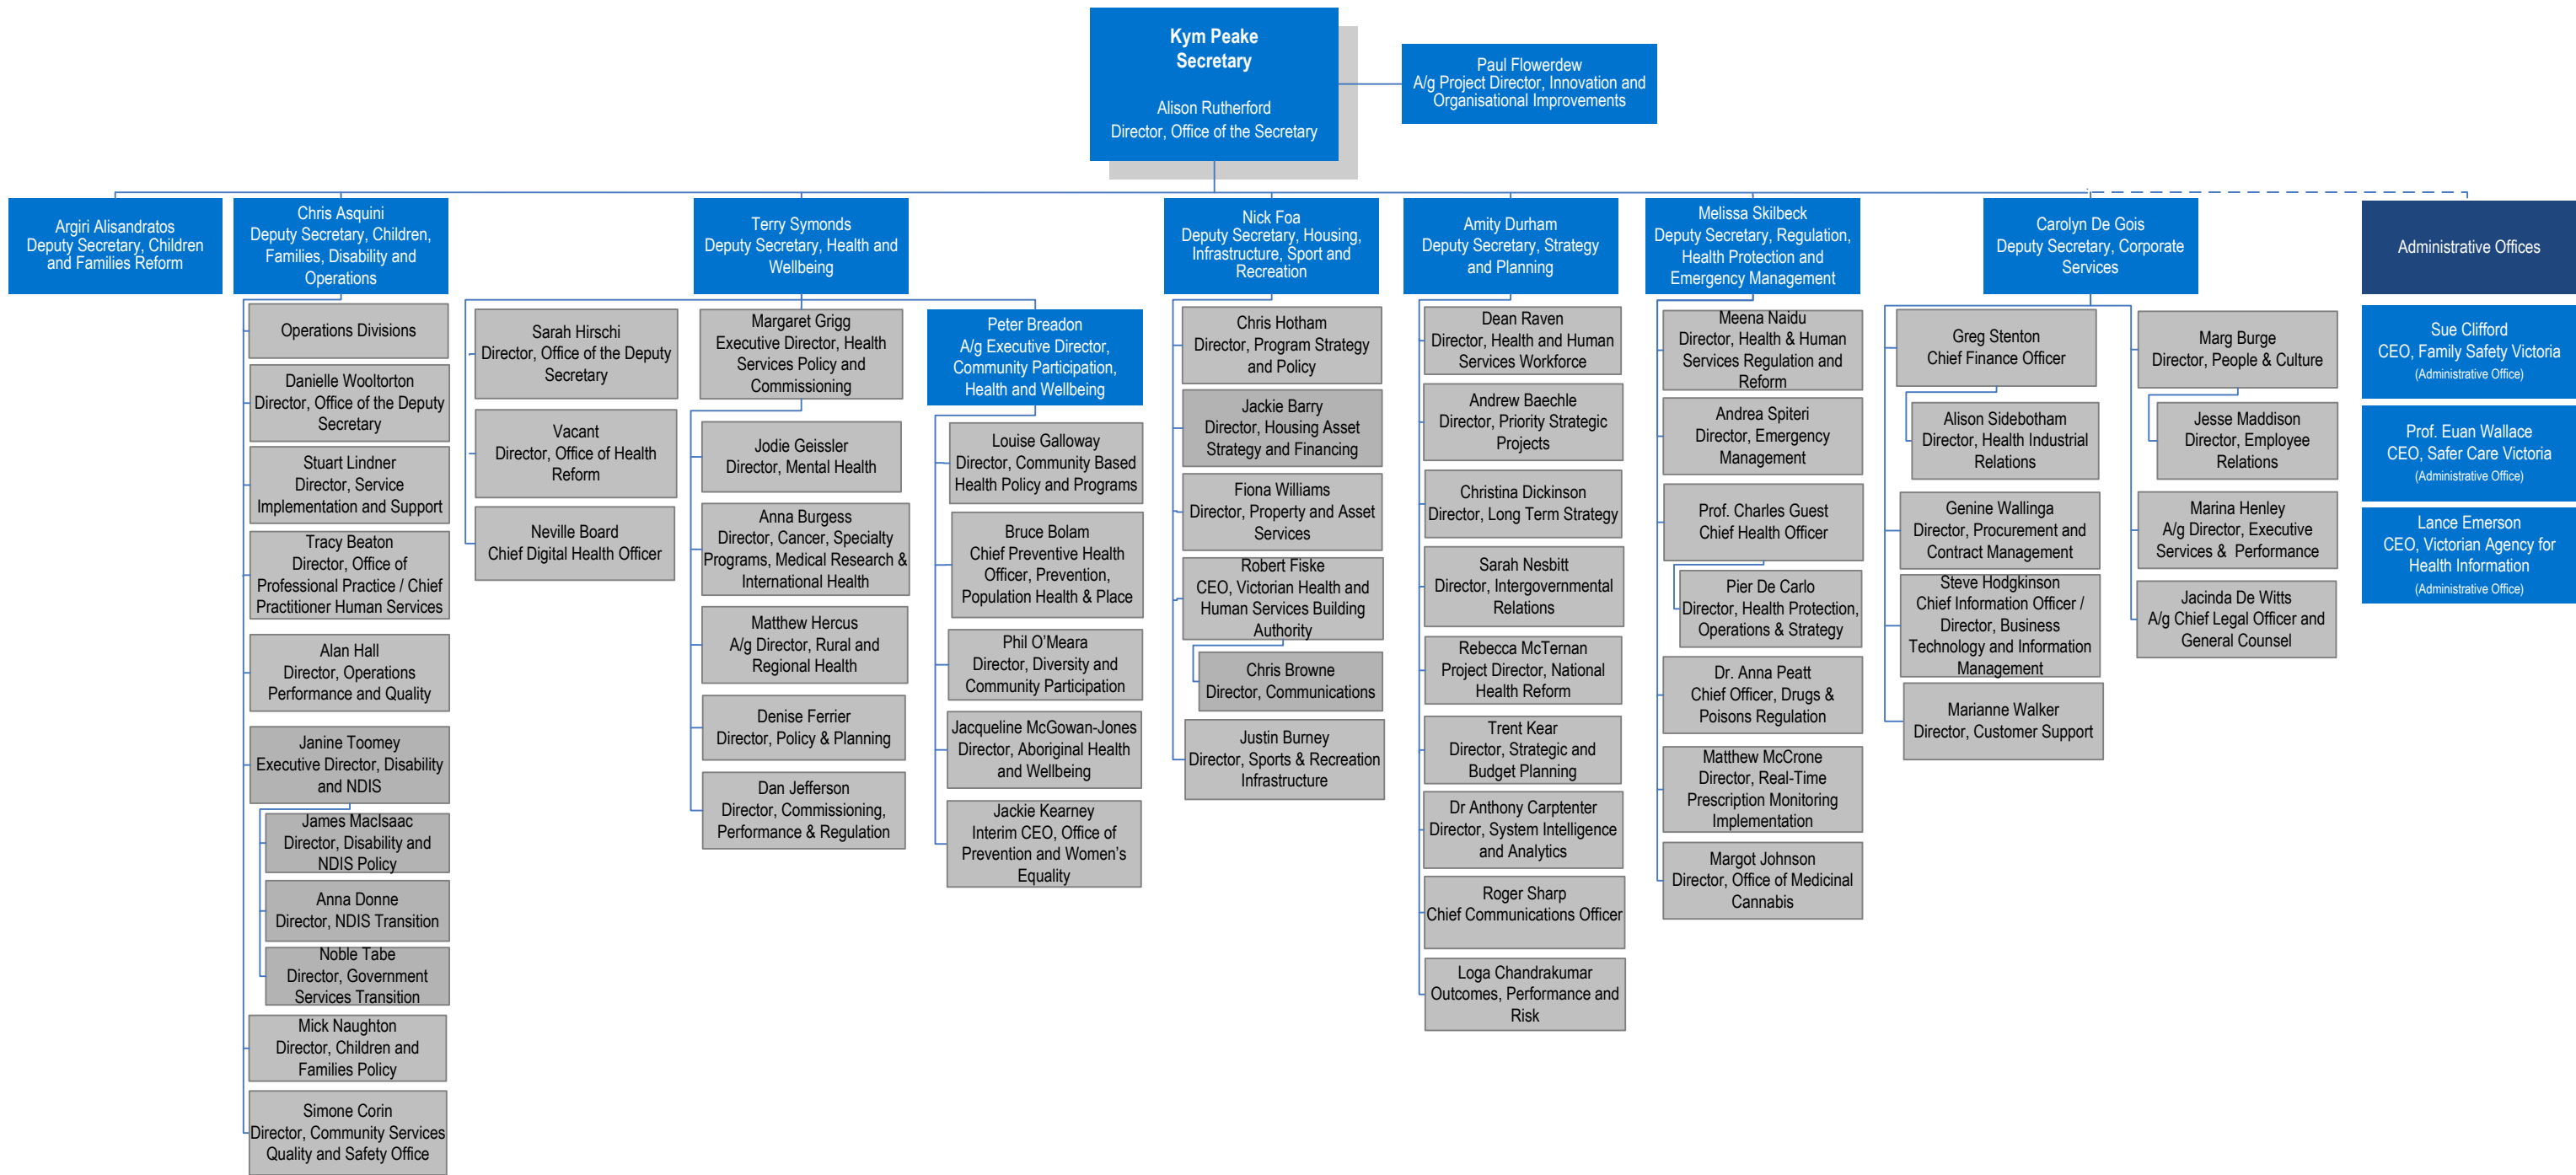 Kym Peake
Secretary
Alison Rutherford
Director, Office of the Secretary
Paul Flowerdew
A/g Project Director, Innovation and
Organisational Improvements
Argiri Alisandratos
Deputy Secretary, Children
and Families Reform
Chris Asquini
Deputy Secretary, Children,
Families, Disability and
Operations
Terry Symonds
Deputy Secretary, Health and
Wellbeing
Nick Foa
Deputy Secretary, Housing,
Infrastructure, Sport and
Recreation
Amity Durham
Deputy Secretary, Strategy
and Planning
Melissa Skilbeck
Deputy Secretary, Regulation,
Health Protection and
Emergency Management
Carolyn De Gois
Deputy Secretary, Corporate
Services
Administrative Offices
Operations Divisions
Danielle Wooltorton
Director, Office of the Deputy
Secretary
Stuart Lindner
Director, Service
Implementation and Support
Tracy Beaton
Director, Office of
Professional Practice / Chief
Practitioner Human Services
Alan Hall
Director, Operations
Performance and Quality
Janine Toomey
Executive Director, Disability
and NDIS
James MacIsaac
Director, Disability and
NDIS Policy
Anna Donne
Director, NDIS Transition
Noble Tabe
Director, Government
Services Transition
Mick Naughton
Director, Children and
Families Policy
Simone Corin
Director, Community Services
Quality and Safety Office
Sarah Hirschi
Director, Office of the Deputy
Secretary
Vacant
Director, Office of Health
Reform
Neville Board
Chief Digital Health Officer
Margaret Grigg
Executive Director, Health
Services Policy and
Commissioning
Jodie Geissler
Director, Mental Health
Anna Burgess
Director, Cancer, Specialty
Programs, Medical Research &
International Health
Matthew Hercus
A/g Director, Rural and
Regional Health
Denise Ferrier
Director, Policy & Planning
Dan Jefferson
Director, Commissioning,
Performance & Regulation
Peter Breadon
A/g Executive Director,
Community Participation,
Health and Wellbeing
Louise Galloway
Director, Community Based
Health Policy and Programs
Bruce Bolam
Chief Preventive Health
Officer, Prevention,
Population Health & Place
Phil O’Meara
Director, Diversity and
Community Participation
Jacqueline McGowan-Jones
Director, Aboriginal Health
and Wellbeing
Jackie Kearney
Interim CEO, Office of
Prevention and Women’s
Equality
Chris Hotham
Director, Program Strategy
and Policy
Jackie Barry
Director, Housing Asset
Strategy and Financing
Fiona Williams
Director, Property and Asset
Services
Robert Fiske
CEO, Victorian Health and
Human Services Building
Authority
Chris Browne
Director, Communications
Justin Burney
Director, Sports & Recreation
Infrastructure
Dean Raven
Director, Health and Human
Services Workforce
Andrew Baechle
Director, Priority Strategic
Projects
Christina Dickinson
Director, Long Term Strategy
Sarah Nesbitt
Director, Intergovernmental
Relations
Rebecca McTernan
Project Director, National
Health Reform
Trent Kear
Director, Strategic and
Budget Planning
Dr Anthony Carptenter
Director, System Intelligence
and Analytics
Roger Sharp
Chief Communications Officer
Loga Chandrakumar
Outcomes, Performance and
Risk
Meena Naidu
Director, Health & Human
Services Regulation and
Reform
Andrea Spiteri
Director, Emergency
Management
Prof. Charles Guest
Chief Health Officer
Pier De Carlo
Director, Health Protection,
Operations & Strategy
Dr. Anna Peatt
Chief Officer, Drugs &
Poisons Regulation
Matthew McCrone
Director, Real-Time
Prescription Monitoring
Implementation
Margot Johnson
Director, Office of Medicinal
Cannabis
Greg Stenton
Chief Finance Officer
Alison Sidebotham
Director, Health Industrial
Relations
Genine Wallinga
Director, Procurement and
Contract Management
Steve Hodgkinson
Chief Information Officer /
Director, Business
Technology and Information
Management
Marianne Walker
Director, Customer Support
Marg Burge
Director, People & Culture
Jesse Maddison
Director, Employee
Relations
Marina Henley
A/g Director, Executive
Services & Performance
Jacinda De Witts
A/g Chief Legal Officer and
General Counsel
Sue Clifford
CEO, Family Safety Victoria
(Administrative Office)
Prof. Euan Wallace
CEO, Safer Care Victoria
(Administrative Office)
Lance Emerson
CEO, Victorian Agency for
Health Information
(Administrative Office)